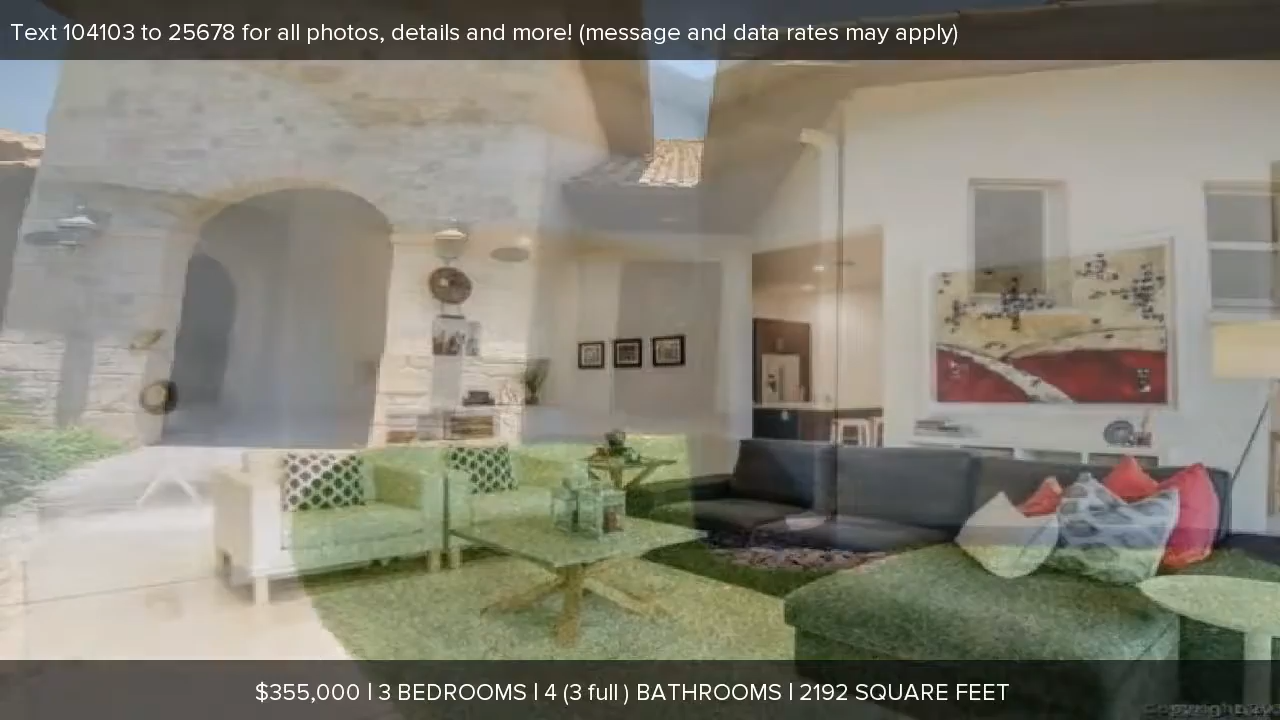 Text 104103 to 25678 for all photos, details and more! (message and data rates may apply)
$355,000 | 3 BEDROOMS | 4 (3 full ) BATHROOMS | 2192 SQUARE FEET